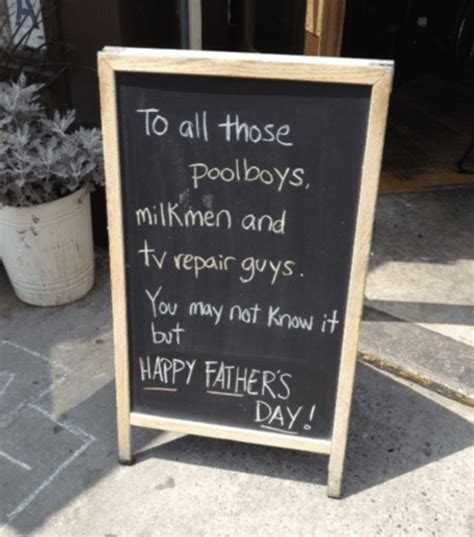 To all those
poolboys,
milkmen and
tv repair guys.
You may not know it
but
HAPPY FATHER'S
DAY!